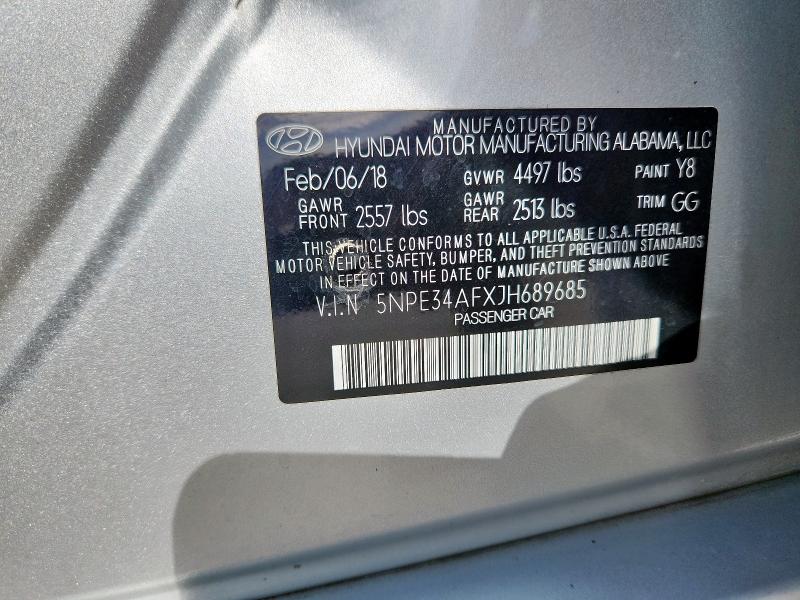 MANUFACTURED BY
HYUNDAI MOTOR MANUFACTURING ALABAMA, LLC
Feb/06/18 GVWR 4497 lbs PAINT Y8
GAWR FRONT 2557 lbs GAWR REAR 2513 lbs TRIM GG
THIS VEHICLE CONFORMS TO ALL APPLICABLE U.S.A. FEDERAL
MOTOR VEHICLE SAFETY, BUMPER, AND THEFT PREVENTION STANDARDS
IN EFFECT ON THE DATE OF MANUFACTURE SHOWN ABOVE
V.I.N 5NPE34AFXJH689685
PASSENGER CAR